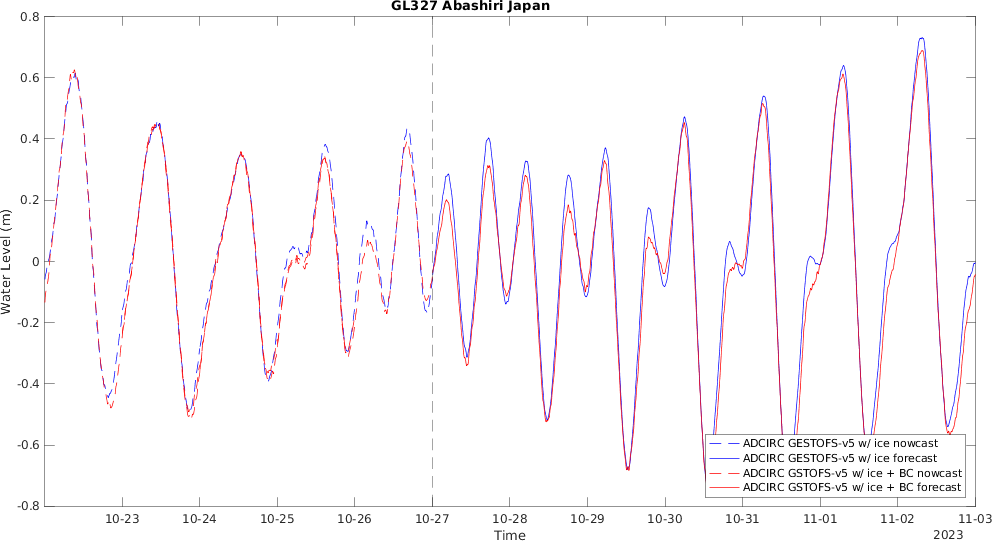 GL327 Abashiri Japan
0.8
0.6
0.4
0.2
0
-0.2
-0.4
-0.6
-0.8
Water Level (m)
ADCIRC GESTOFS-v5 w/ ice nowcast
ADCIRC GESTOFS-v5 w/ ice forecast
ADCIRC GSTOFS-v5 w/ ice + BC nowcast
ADCIRC GSTOFS-v5 w/ ice + BC forecast
10-23 10-24 10-25 10-26 10-27 10-28 10-29 10-30 10-31 11-01 11-02 11-03
Time
2023